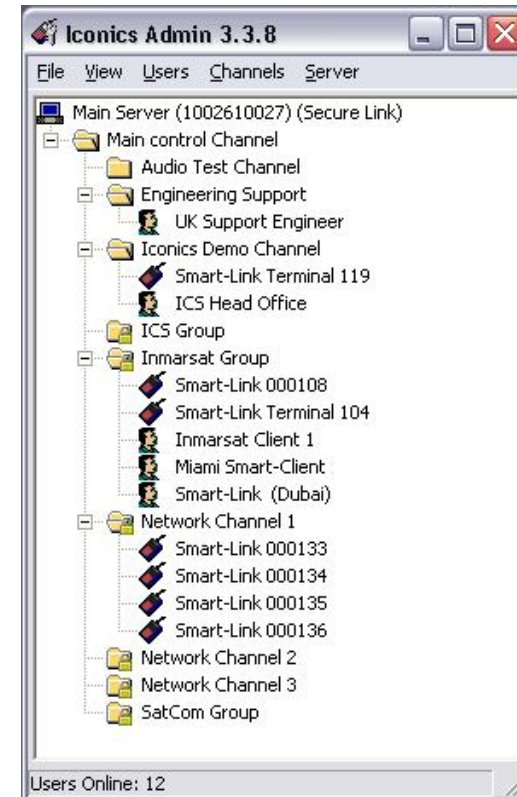 Iconics Admin 3.3.8
File View Users Channels Server
Main Server (1002610027) (Secure Link)
Main control Channel
Audio Test Channel
Engineering Support
UK Support Engineer
Iconics Demo Channel
Smart-Link Terminal 119
ICS Head Office
ICS Group
Inmarsat Group
Smart-Link 000108
Smart-Link Terminal 104
Inmarsat Client 1
Miami Smart-Client
Smart-Link (Dubai)
Network Channel 1
Smart-Link 000133
Smart-Link 000134
Smart-Link 000135
Smart-Link 000136
Network Channel 2
Network Channel 3
SatCom Group
Users Online: 12